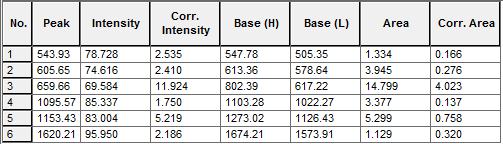 No. Peak Intensity Corr. Intensity Base (H) Base (L) Area Corr. Area
1 543.93 78.728 2.535 547.78 505.35 1.334 0.166
2 605.65 74.616 2.410 613.36 578.64 3.945 0.276
3 659.66 69.584 11.924 802.39 617.22 14.799 4.023
4 1095.57 85.337 1.750 1103.28 1022.27 3.377 0.137
5 1153.43 83.004 5.219 1273.02 1126.43 5.299 0.758
6 1620.21 95.950 2.186 1674.21 1573.91 1.129 0.320